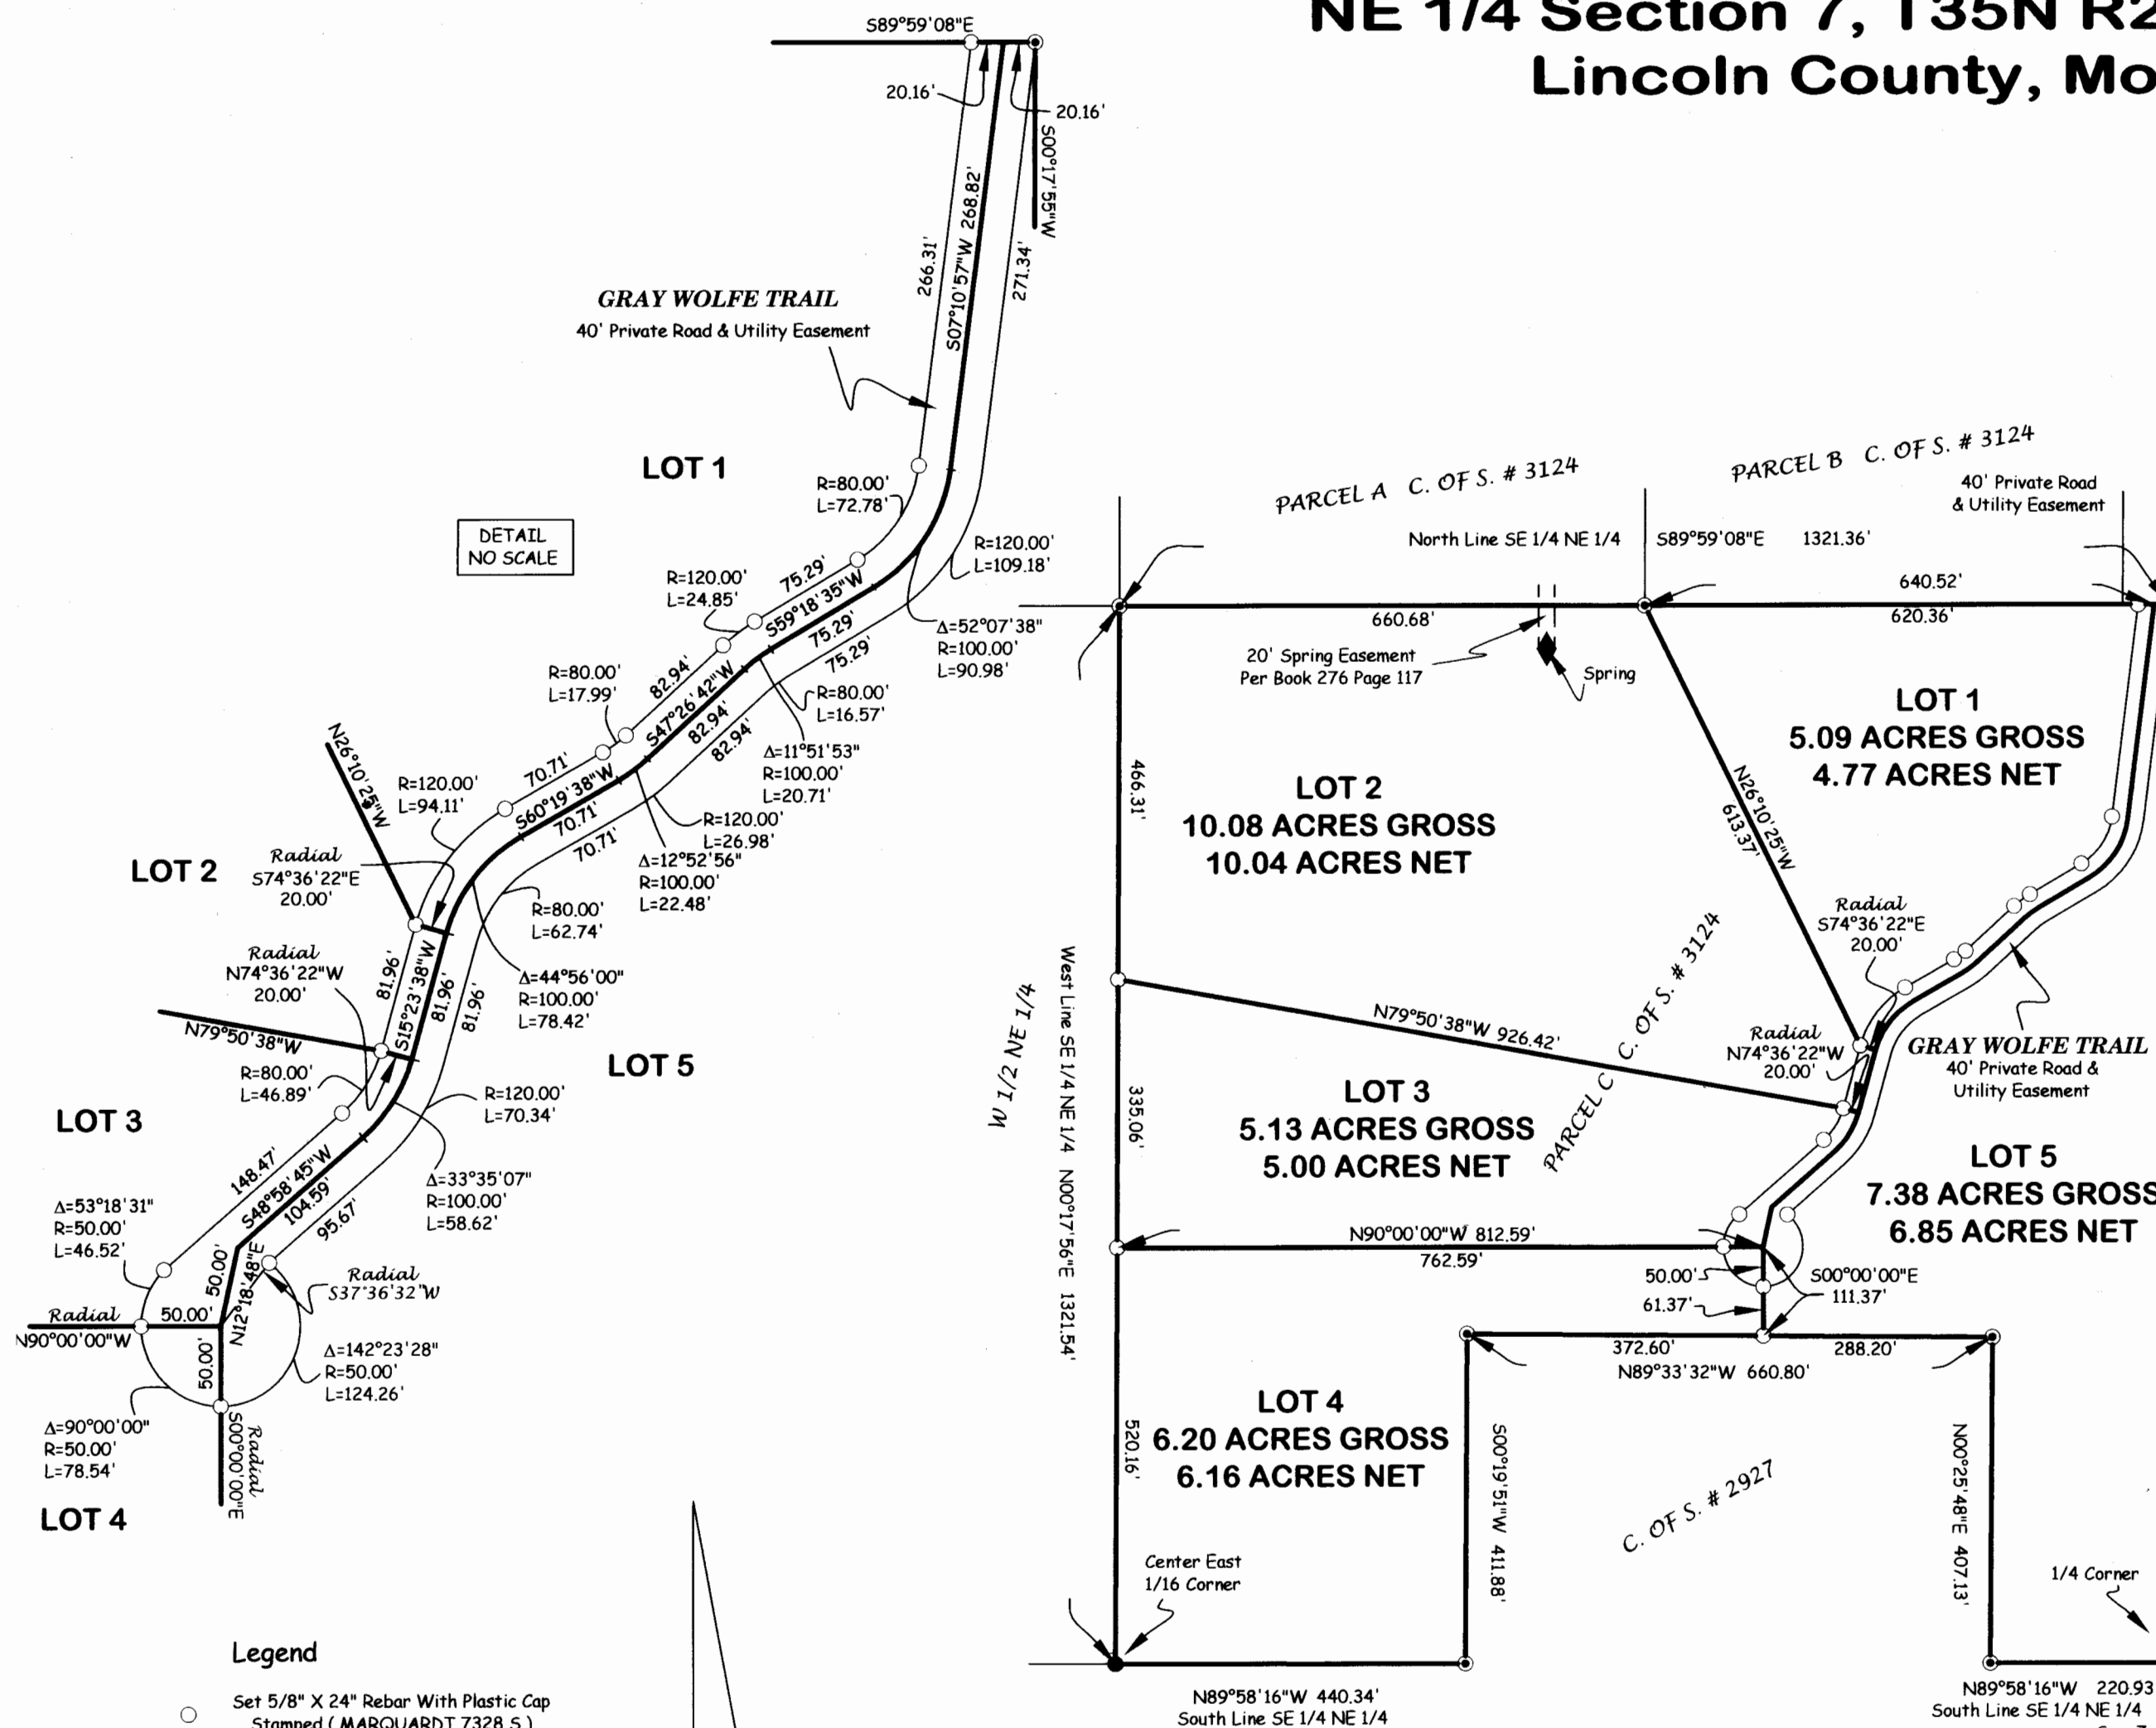 NE 1/4 Section 7, T35N R2
Lincoln County, Mo
S89°59'08"E
20.16'
20.16'
S00°17'55"W
S07°10'57"W 268.82'
266.31'
271.34'
GRAY WOLFE TRAIL
40' Private Road & Utility Easement
LOT 1
DETAIL
NO SCALE
R=80.00'
L=72.78'
R=120.00'
L=109.18'
R=120.00'
L=24.85'
75.29'
S59°18'35"W
75.29'
75.29'
Δ=52°07'38"
R=100.00'
L=90.98'
R=80.00'
L=17.99'
82.94'
S47°26'42"W
82.94'
82.94'
R=80.00'
L=16.57'
Δ=11°51'53"
R=100.00'
L=20.71'
N26°10'25"W
R=120.00'
L=94.11'
70.71'
S60°19'38"W
70.71'
70.71'
R=120.00'
L=26.98'
Δ=12°52'56"
R=100.00'
L=22.48'
LOT 2
Radial
S74°36'22"E
20.00'
R=80.00'
L=62.74'
Radial
N74°36'22"W
20.00'
81.96'
S15°23'38"W
81.96'
81.96'
Δ=44°56'00"
R=100.00'
L=78.42'
N79°50'38"W
LOT 5
R=80.00'
L=46.89'
R=120.00'
L=70.34'
LOT 3
148.47'
S48°58'45"W
104.59'
95.67'
Δ=33°35'07"
R=100.00'
L=58.62'
Δ=53°18'31"
R=50.00'
L=46.52'
50.00'
N12°18'48"E
Radial
S37°36'32"W
Radial
50.00'
N90°00'00"W
50.00'
Δ=142°23'28"
R=50.00'
L=124.26'
Δ=90°00'00"
R=50.00'
L=78.54'
Radial
S00°00'00"E
LOT 4
Legend
Set 5/8" X 24" Rebar With Plastic Cap
Stamped ( MARQUARDT 7328 S )
PARCEL A C. OF S. # 3124
PARCEL B C. OF S. # 3124
40' Private Road
& Utility Easement
North Line SE 1/4 NE 1/4
S89°59'08"E 1321.36'
640.52'
660.68'
620.36'
20' Spring Easement
Per Book 276 Page 117
Spring
LOT 1
5.09 ACRES GROSS
4.77 ACRES NET
466.31'
LOT 2
10.08 ACRES GROSS
10.04 ACRES NET
N26°10'25"W
613.37'
Radial
S74°36'22"E
20.00'
W 1/2 NE 1/4
West Line SE 1/4 NE 1/4 N00°17'56"E 1321.54'
N79°50'38"W 926.42'
PARCEL C C. OF S. # 3124
Radial
N74°36'22"W
20.00'
GRAY WOLFE TRAIL
40' Private Road &
Utility Easement
335.06'
LOT 3
5.13 ACRES GROSS
5.00 ACRES NET
LOT 5
7.38 ACRES GROSS
6.85 ACRES NET
N90°00'00"W 812.59'
762.59'
50.00'
S00°00'00"E
111.37'
61.37'
372.60'
288.20'
N89°33'32"W 660.80'
520.16'
LOT 4
6.20 ACRES GROSS
6.16 ACRES NET
S00°19'51"W 411.88'
C. OF S. # 2927
N00°25'48"E 407.13'
Center East
1/16 Corner
1/4 Corner
N89°58'16"W 440.34'
South Line SE 1/4 NE 1/4
N89°58'16"W 220.93
South Line SE 1/4 NE 1/4